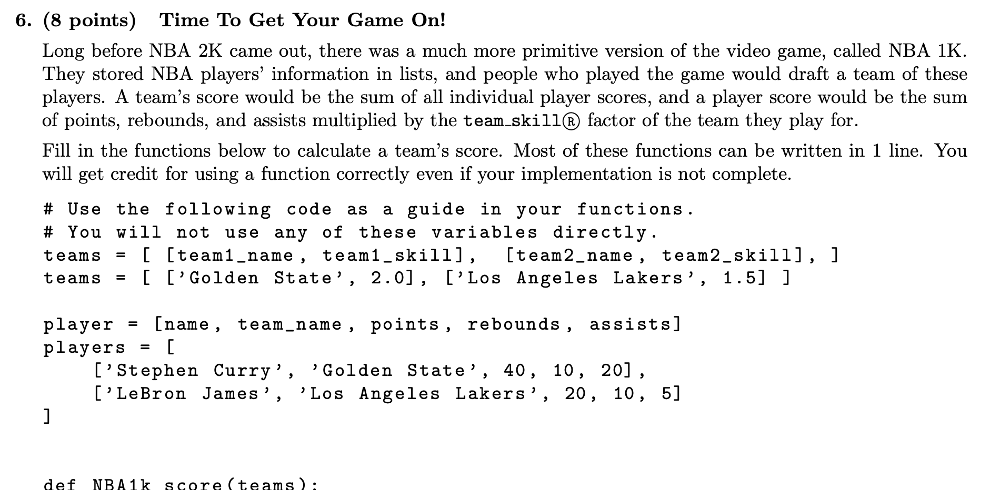 6. (8 points) Time To Get Your Game On!
Long before NBA 2K came out, there was a much more primitive version of the video game, called NBA 1K.
They stored NBA players' information in lists, and people who played the game would draft a team of these
players. A team's score would be the sum of all individual player scores, and a player score would be the sum
of points, rebounds, and assists multiplied by the team_skill® factor of the team they play for.
Fill in the functions below to calculate a team's score. Most of these functions can be written in 1 line. You
will get credit for using a function correctly even if your implementation is not complete.
# Use the following code as a guide in your functions.
# You will not use any of these variables directly.
teams = [ [team1_name, team1_skill], [team2_name, team2_skill], ]
teams = [ ['Golden State', 2.0], ['Los Angeles Lakers', 1.5] ]
player = [name, team_name, points, rebounds, assists]
players = [
['Stephen Curry', 'Golden State', 40, 10, 20],
['LeBron James', 'Los Angeles Lakers', 20, 10, 5]
]
def NBA1k_score(teams):